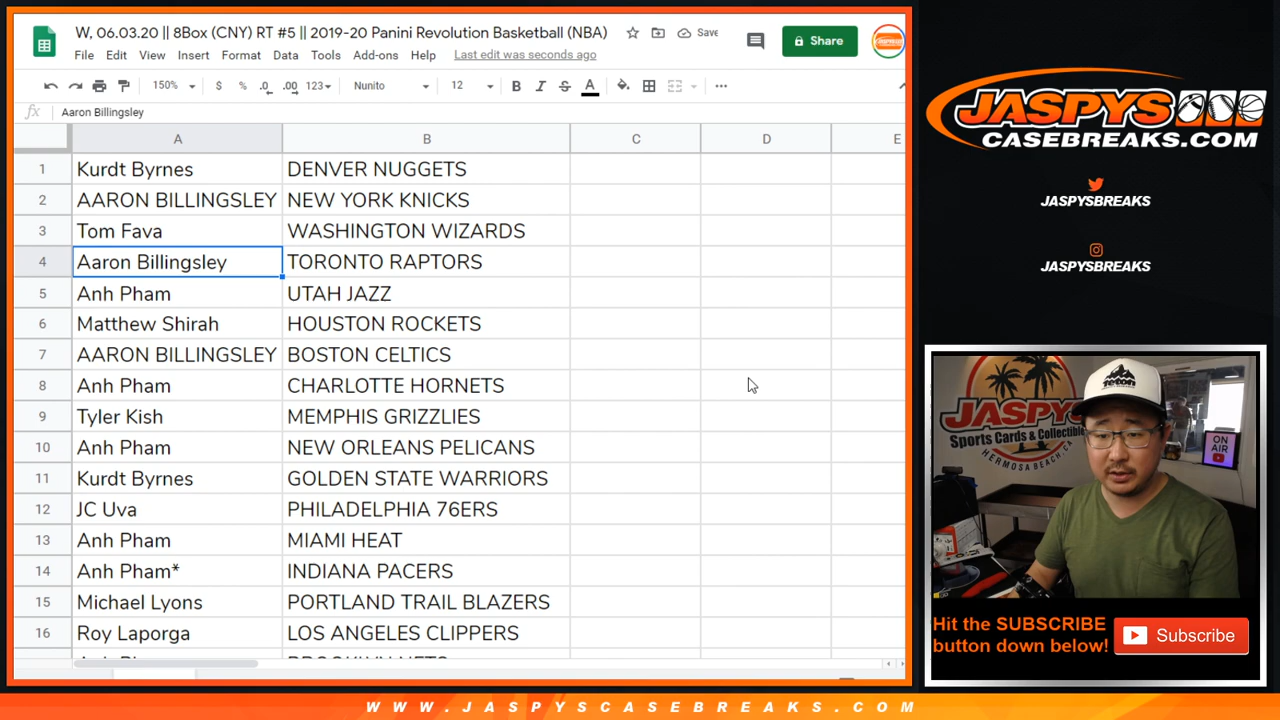 W, 06.03.20 || 8Box (CNY) RT #5 || 2019-20 Panini Revolution Basketball (NBA)
Save
Share
File Edit View Insert Format Data Tools Add-ons Help Last edit was seconds ago
150% $ % .0 .00 123 Nunito 12 B I S A
fx Aaron Billingsley
A B C D E
1 Kurdt Byrnes DENVER NUGGETS
2 AARON BILLINGSLEY NEW YORK KNICKS
3 Tom Fava WASHINGTON WIZARDS
4 Aaron Billingsley TORONTO RAPTORS
5 Anh Pham UTAH JAZZ
6 Matthew Shirah HOUSTON ROCKETS
7 AARON BILLINGSLEY BOSTON CELTICS
8 Anh Pham CHARLOTTE HORNETS
9 Tyler Kish MEMPHIS GRIZZLIES
10 Anh Pham NEW ORLEANS PELICANS
11 Kurdt Byrnes GOLDEN STATE WARRIORS
12 JC Uva PHILADELPHIA 76ERS
13 Anh Pham MIAMI HEAT
14 Anh Pham* INDIANA PACERS
15 Michael Lyons PORTLAND TRAIL BLAZERS
16 Roy Laporga LOS ANGELES CLIPPERS
JASPYS
CASEBREAKS.COM
JASPYSBREAKS
JASPYSBREAKS
JASPYS
Sports Cards & Collectible
HERMOSA BEACH, CA
ON
AIR
Hit the SUBSCRIBE
button down below!
Subscribe
WWW.JASPYSCASEBREAKS.COM